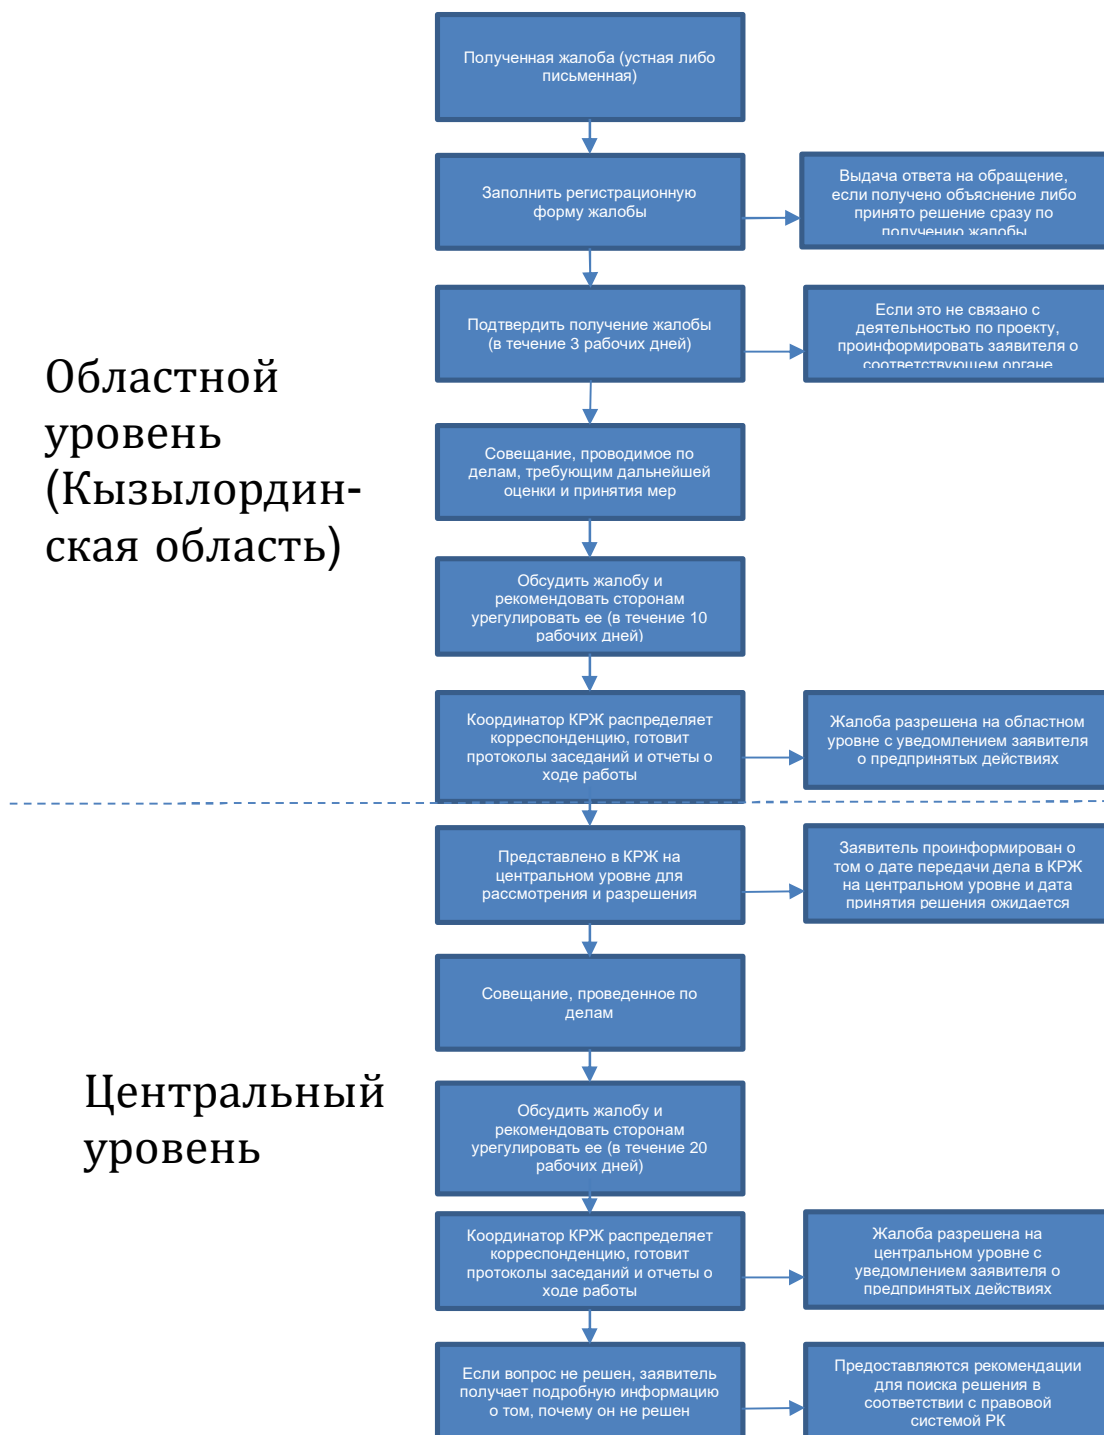 Полученная жалоба (устная либо
письменная)
Заполнить регистрационную
форму жалобы
Выдача ответа на обращение,
если получено объяснение либо
принято решение сразу по
получению жалобы
Подтвердить получение жалобы
(в течение 3 рабочих дней)
Если это не связано с
деятельностью по проекту,
проинформировать заявителя о
соответствующем органе
Областной
уровень
(Кызылордин-
ская область)
Совещание, проводимое по
делам, требующим дальнейшей
оценки и принятия мер
Обсудить жалобу и
рекомендовать сторонам
урегулировать ее (в течение 10
рабочих дней)
Координатор КРЖ распределяет
корреспонденцию, готовит
протоколы заседаний и отчеты о
ходе работы
Жалоба разрешена на областном
уровне с уведомлением заявителя
о предпринятых действиях
Представлено в КРЖ на
центральном уровне для
рассмотрения и разрешения
Заявитель проинформирован о
том о дате передачи дела в КРЖ
на центральном уровне и дата
принятия решения ожидается
Совещание, проведенное по
делам
Центральный
уровень
Обсудить жалобу и
рекомендовать сторонам
урегулировать ее (в течение 20
рабочих дней)
Координатор КРЖ распределяет
корреспонденцию, готовит
протоколы заседаний и отчеты о
ходе работы
Жалоба разрешена на
центральном уровне с
уведомлением заявителя о
предпринятых действиях
Если вопрос не решен, заявитель
получает подробную информацию
о том, почему он не решен
Предоставляются рекомендации
для поиска решения в
соответствии с правовой
системой РК